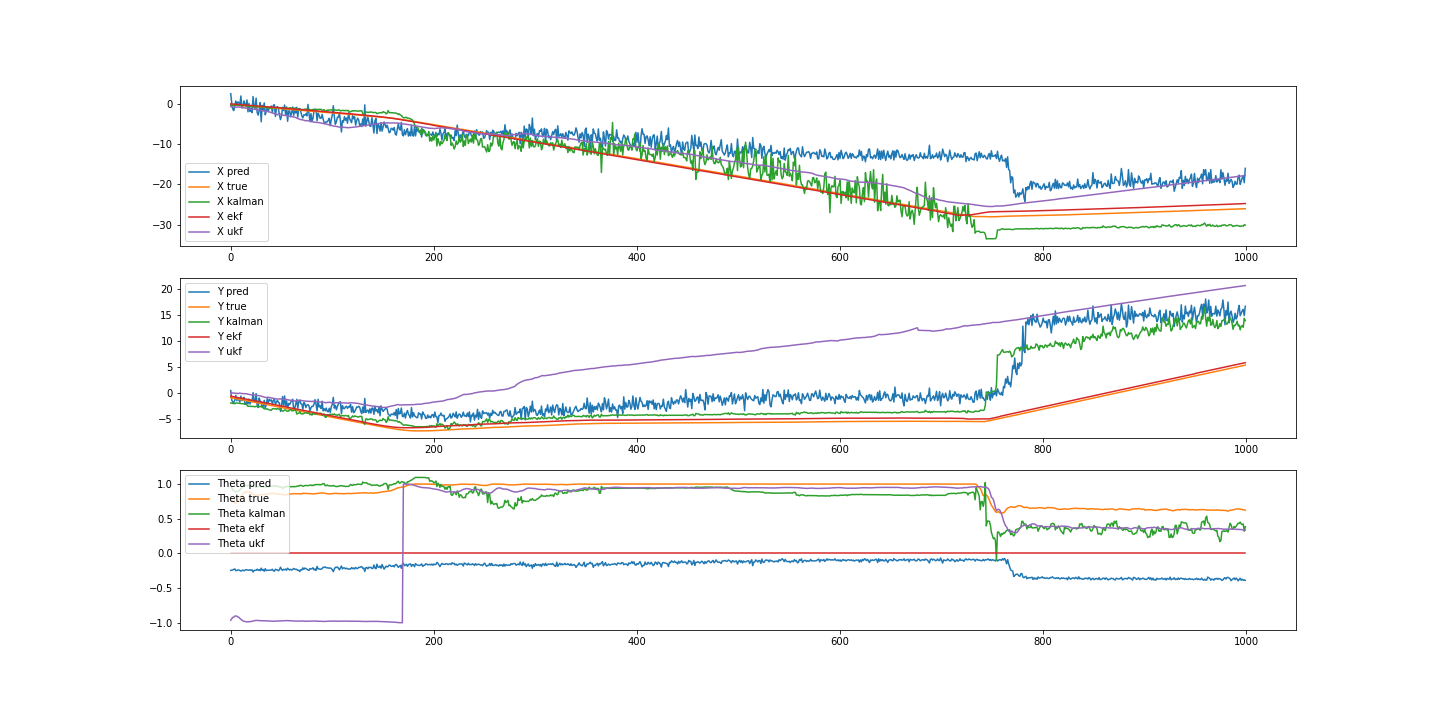 0
−10
−20
−30
X pred
X true
X kalman
X ekf
X ukf
0 200 400 600 800 1000
20
15
10
5
0
−5
Y pred
Y true
Y kalman
Y ekf
Y ukf
0 200 400 600 800 1000
1.0
0.5
0.0
−0.5
−1.0
Theta pred
Theta true
Theta kalman
Theta ekf
Theta ukf
0 200 400 600 800 1000